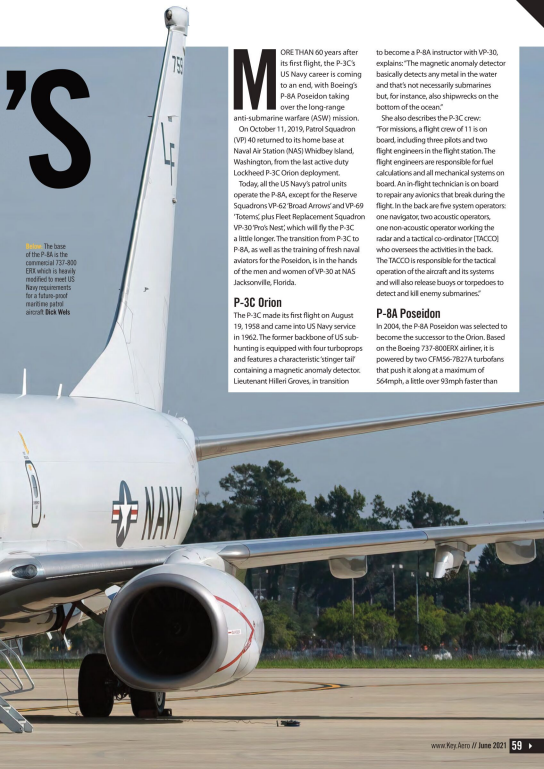 'S
MORE THAN 60 years after
its first flight, the P-3C's
US Navy career is coming
to an end, with Boeing's
P-8A Poseidon taking
over the long-range
anti-submarine warfare (ASW) mission.
On October 11, 2019, Patrol Squadron
(VP) 40 returned to its home base at
Naval Air Station (NAS) Whidbey Island,
Washington, from the last active duty
Lockheed P-3C Orion deployment.
Today, all the US Navy's patrol units
operate the P-8A, except for the Reserve
Squadrons VP-62 'Broad Arrows' and VP-69
'Totems', plus Fleet Replacement Squadron
VP-30 'Pro's Nest', which will fly the P-3C
a little longer. The transition from P-3C to
P-8A, as well as the training of fresh naval
aviators for the Poseidon, is in the hands
of the men and women of VP-30 at NAS
Jacksonville, Florida.
P-3C Orion
The P-3C made its first flight on August
19, 1958 and came into US Navy service
in 1962. The former backbone of US sub-
hunting is equipped with four turboprops
and features a characteristic 'stinger tail'
containing a magnetic anomaly detector.
Lieutenant Hilleri Groves, in transition
to become a P-8A instructor with VP-30,
explains: "The magnetic anomaly detector
basically detects any metal in the water
and that's not necessarily submarines
but, for instance, also shipwrecks on the
bottom of the ocean."
She also describes the P-3C crew:
"For missions, a flight crew of 11 is on
board, including three pilots and two
flight engineers in the flight station. The
flight engineers are responsible for fuel
calculations and all mechanical systems on
board. An in-flight technician is on board
to repair any avionics that break during the
flight. In the back are five system operators:
one navigator, two acoustic operators,
one non-acoustic operator working the
radar and a tactical co-ordinator [TACCO]
who oversees the activities in the back.
The TACCO is responsible for the tactical
operation of the aircraft and its systems
and will also release buoys or torpedoes to
detect and kill enemy submarines."
P-8A Poseidon
In 2004, the P-8A Poseidon was selected to
become the successor to the Orion. Based
on the Boeing 737-800ERX airliner, it is
powered by two CFM56-7B27A turbofans
that push it along at a maximum of
564mph, a little over 93mph faster than
Below The base
of the P-8A is the
commercial 737-800
ERX which is heavily
modified to meet US
Navy requirements
for a future-proof
maritime patrol
aircraft Dick Wels
759
LF
NAVY
www.Key.Aero // June 2021 59